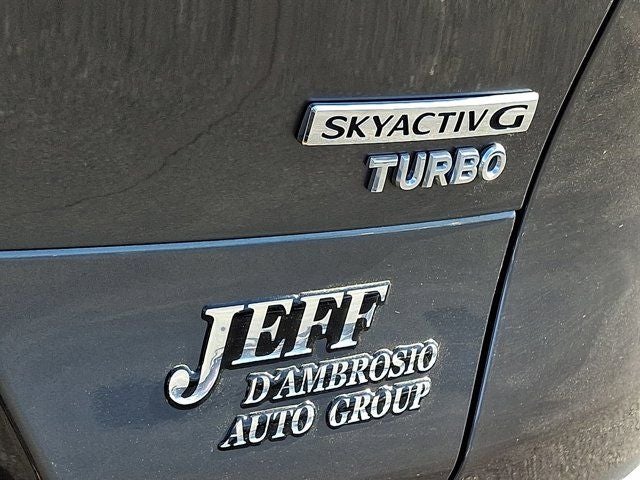 SKYACTIV G
TURBO
JEFF
D'AMBROSIO
AUTO GROUP